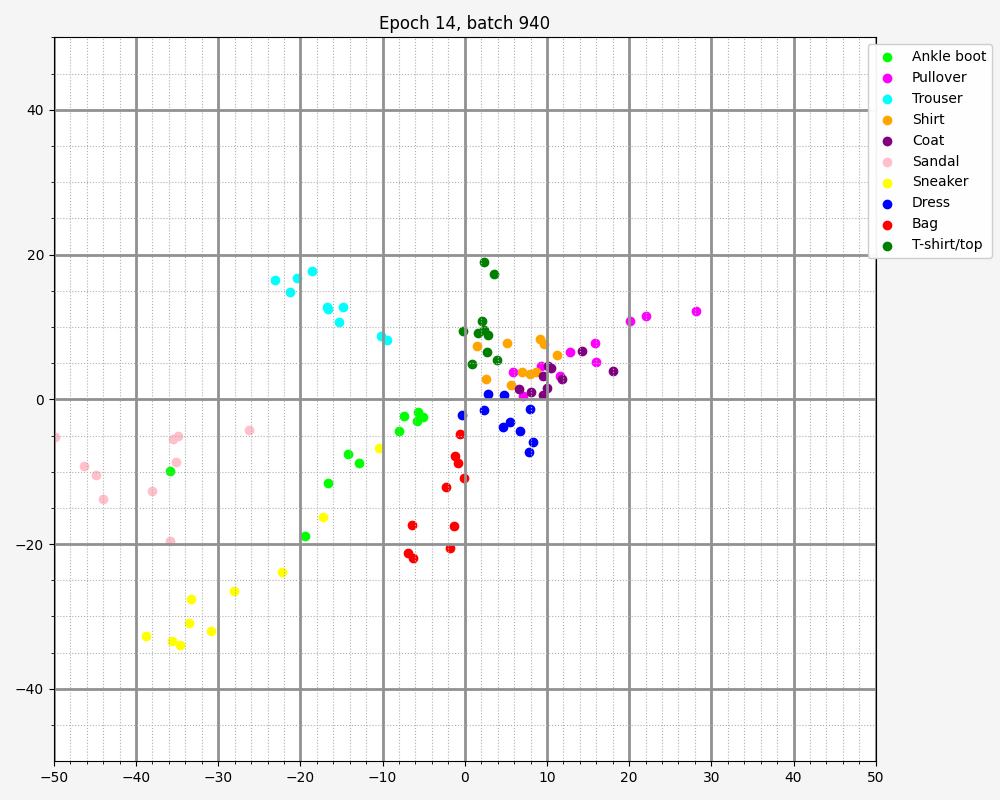 Epoch 14, batch 940
Ankle boot
Pullover
Trouser
Shirt
Coat
Sandal
Sneaker
Dress
Bag
T-shirt/top
40
20
0
−20
−40
−50 −40 −30 −20 −10 0 10 20 30 40 50